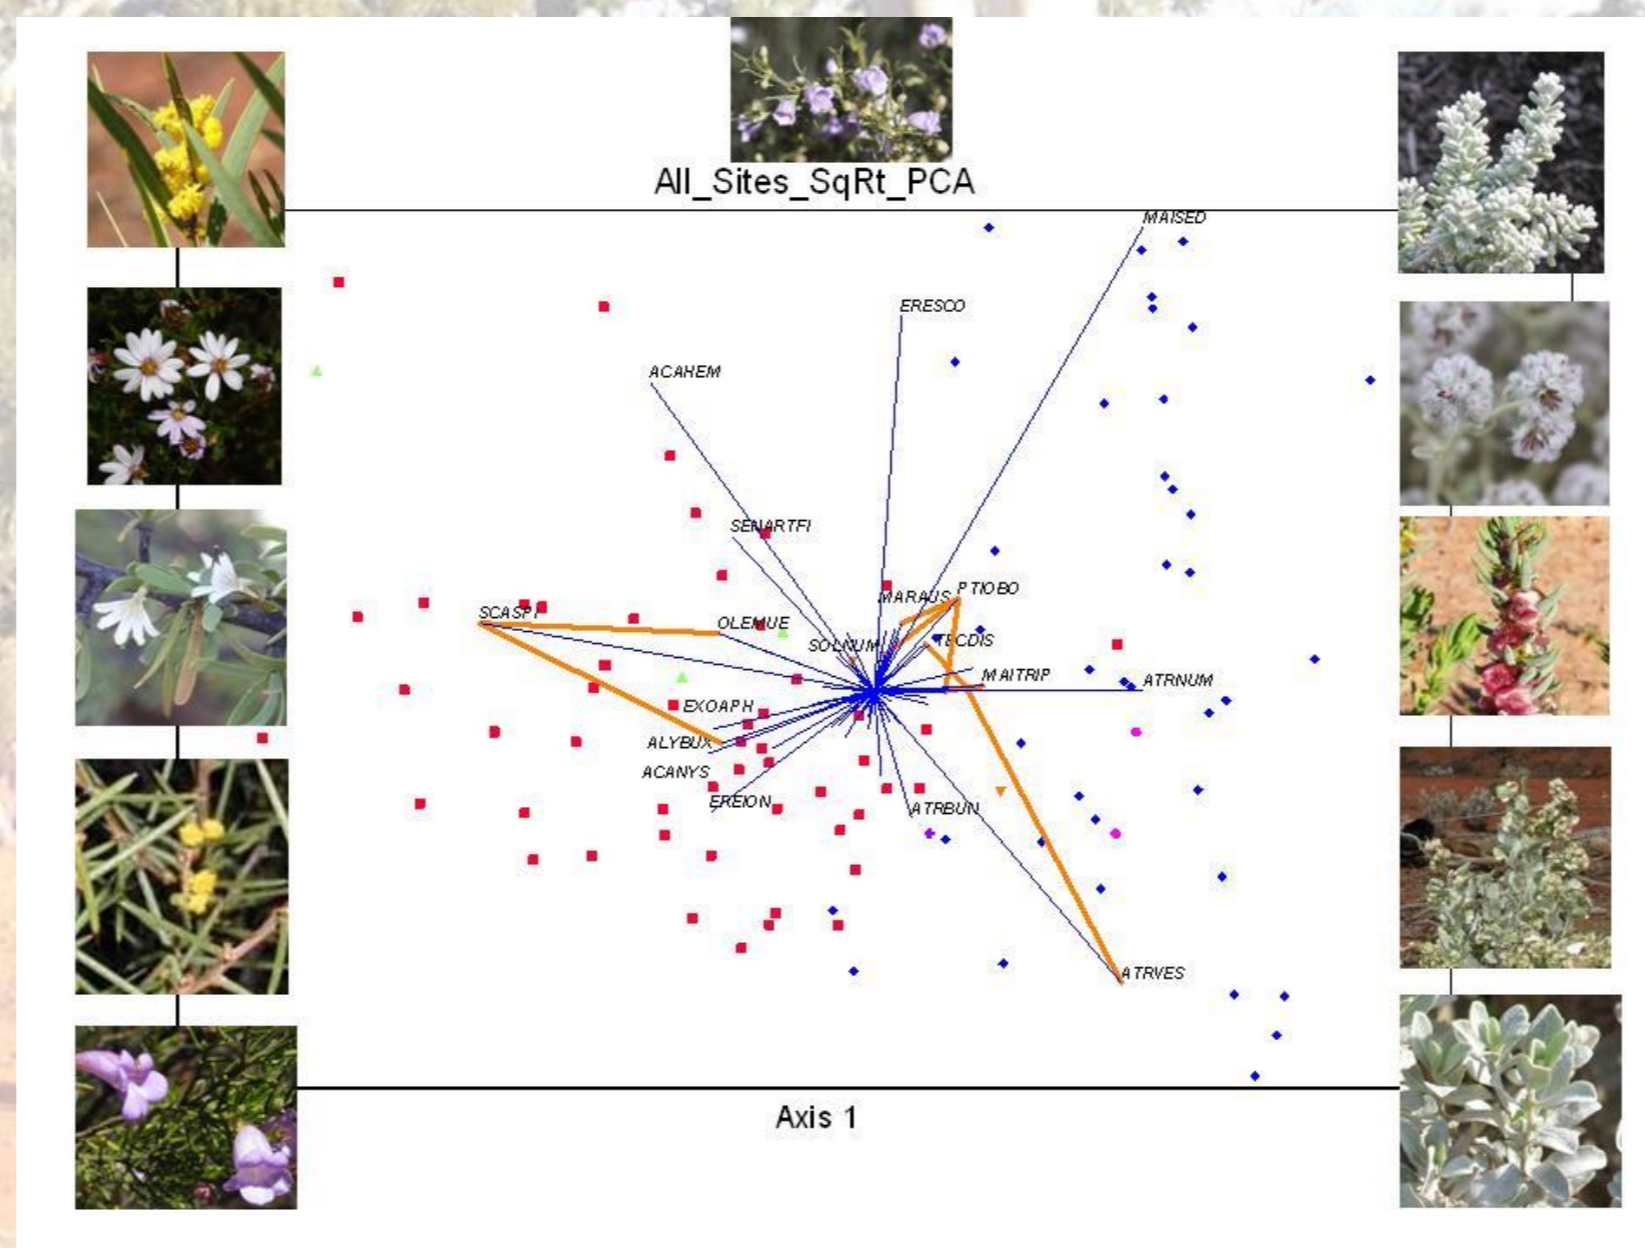 All_Sites_SqRt_PCA
MAISED
ERESCO
ACAHEM
SENARTFI
MARAUS
PTIOBO
SCASPI
OLEMUE
SOLNUM
TECDIS
MAITRIP
ATRNUM
EXOAPH
ALYBUX
ACANYS
EREION
ATRBUN
ATRVES
Axis 1